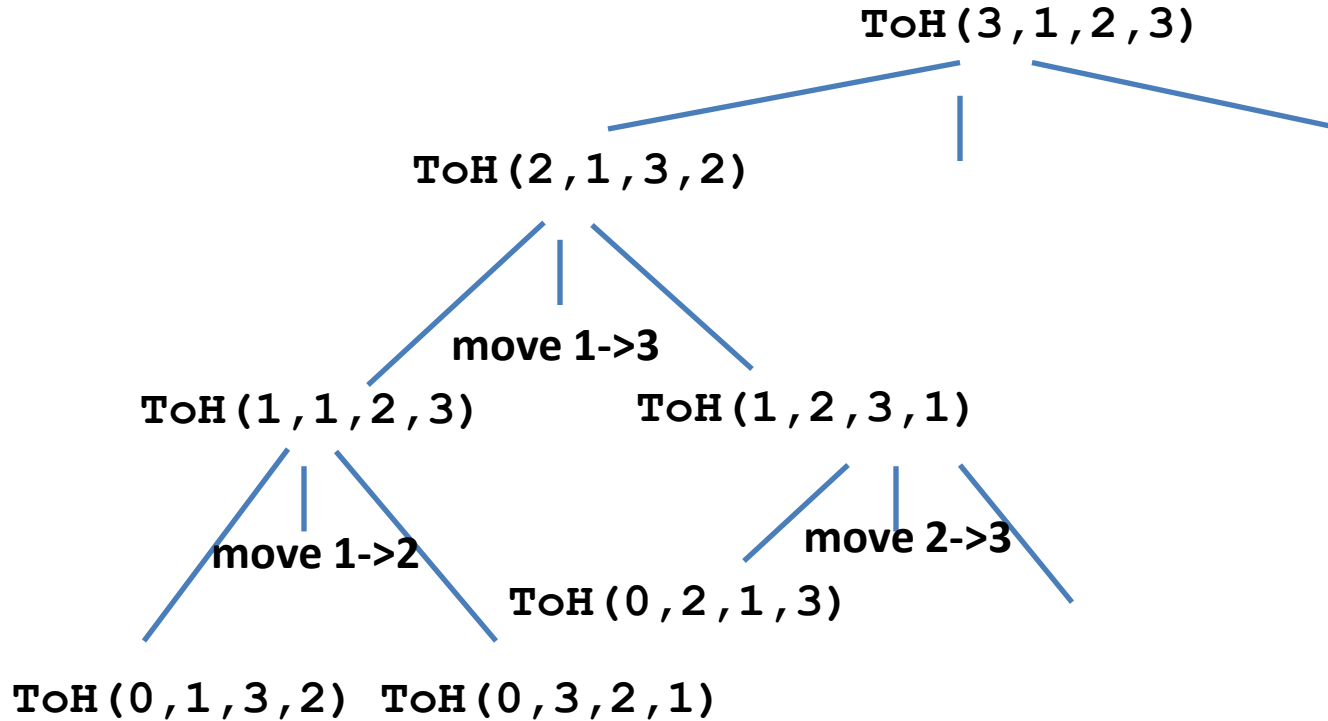 ToH(3,1,2,3)
ToH(2,1,3,2)
move 1->3
ToH(1,1,2,3)
ToH(1,2,3,1)
move 1->2
move 2->3
ToH(0,2,1,3)
ToH(0,1,3,2)
ToH(0,3,2,1)